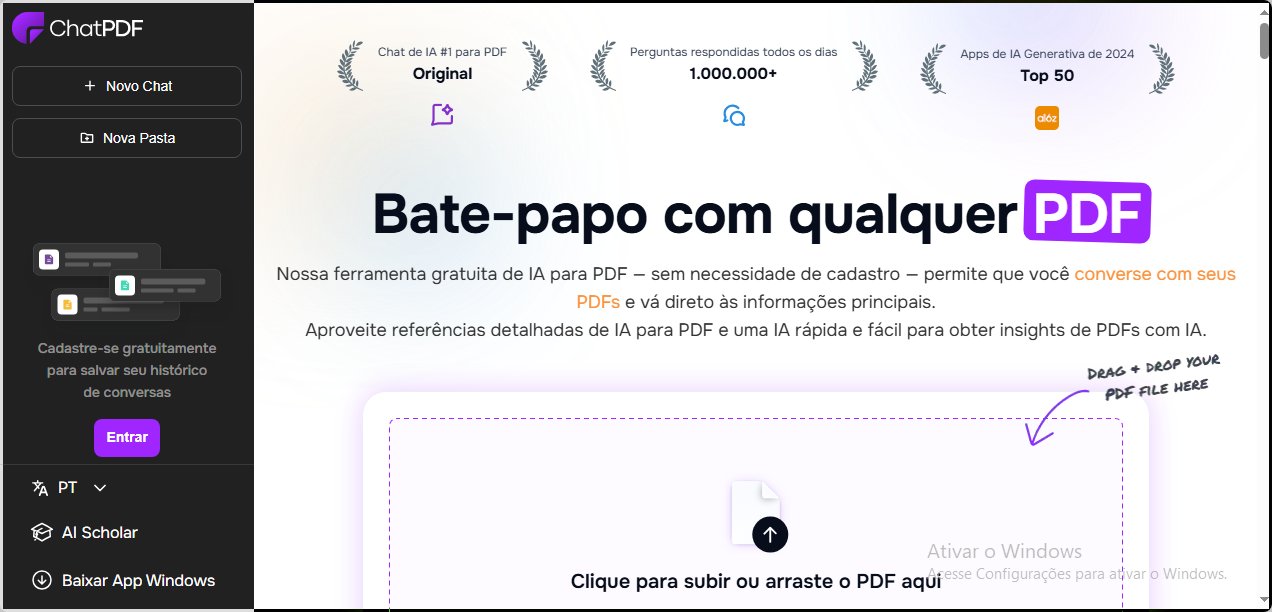 ChatPDF
Novo Chat
Nova Pasta
Cadastre-se gratuitamente
para salvar seu histórico
de conversas
Entrar
PT
AI Scholar
Baixar App Windows
Chat de IA #1 para PDF
Original
Perguntas respondidas todos os dias
1.000.000+
Apps de IA Generativa de 2024
Top 50
a16z
Bate-papo com qualquer PDF
Nossa ferramenta gratuita de IA para PDF — sem necessidade de cadastro — permite que você converse com seus
PDFs e vá direto às informações principais.
Aproveite referências detalhadas de IA para PDF e uma IA rápida e fácil para obter insights de PDFs com IA.
DRAG + DROP YOUR
PDF FILE HERE
Clique para subir ou arraste o PDF aqui
Ativar o Windows
Acesse Configurações para ativar o Windows.